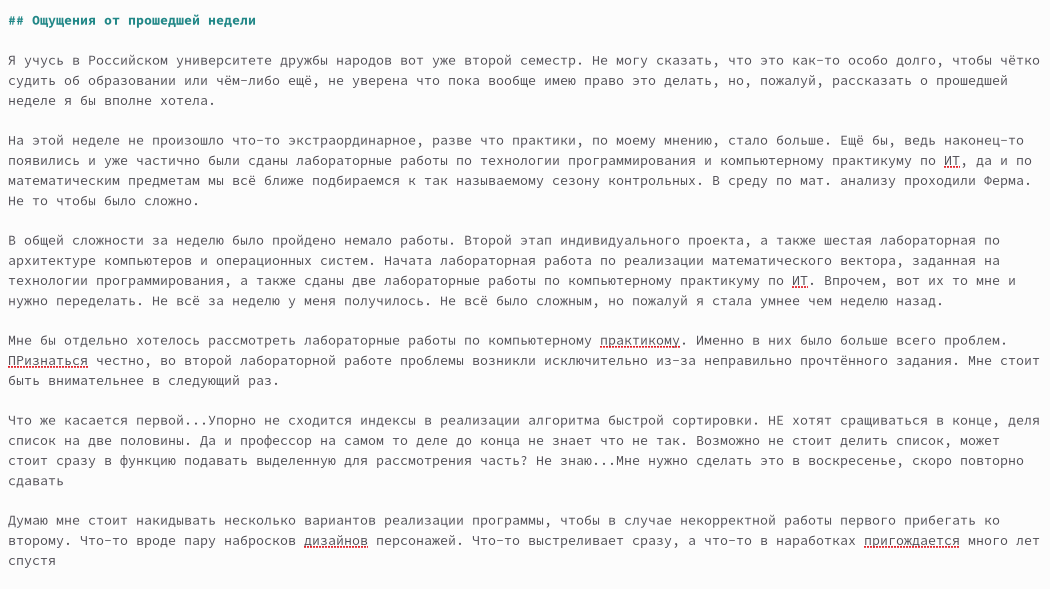 ## Ощущения от прошедшей недели
Я учусь в Российском университете дружбы народов вот уже второй семестр. Не могу сказать, что это как-то особо долго, чтобы чётко
судить об образовании или чём-либо ещё, не уверена что пока вообще имею право это делать, но, пожалуй, рассказать о прошедшей
неделе я бы вполне хотела.
На этой неделе не произошло что-то экстраординарное, разве что практики, по моему мнению, стало больше. Ещё бы, ведь наконец-то
появились и уже частично были сданы лабораторные работы по технологии программирования и компьютерному практикуму по ИТ, да и по
математическим предметам мы всё ближе подбираемся к так называемому сезону контрольных. В среду по мат. анализу проходили Ферма.
Не то чтобы было сложно.
В общей сложности за неделю было пройдено немало работы. Второй этап индивидуального проекта, а также шестая лабораторная по
архитектуре компьютеров и операционных систем. Начата лабораторная работа по реализации математического вектора, заданная на
технологии программирования, а также сданы две лабораторные работы по компьютерному практикуму по ИТ. Впрочем, вот их то мне и
нужно переделать. Не всё за неделю у меня получилось. Не всё было сложным, но пожалуй я стала умнее чем неделю назад.
Мне бы отдельно хотелось рассмотреть лабораторные работы по компьютерному практикому. Именно в них было больше всего проблем.
ПРизнаться честно, во второй лабораторной работе проблемы возникли исключительно из-за неправильно прочтённого задания. Мне стоит
быть внимательнее в следующий раз.
Что же касается первой...Упорно не сходится индексы в реализации алгоритма быстрой сортировки. НЕ хотят сращиваться в конце, деля
список на две половины. Да и профессор на самом то деле до конца не знает что не так. Возможно не стоит делить список, может
стоит сразу в функцию подавать выделенную для рассмотрения часть? Не знаю...Мне нужно сделать это в воскресенье, скоро повторно
сдавать
Думаю мне стоит накидывать несколько вариантов реализации программы, чтобы в случае некорректной работы первого прибегать ко
второму. Что-то вроде пару набросков дизайнов персонажей. Что-то выстреливает сразу, а что-то в наработках пригождается много лет
спустя